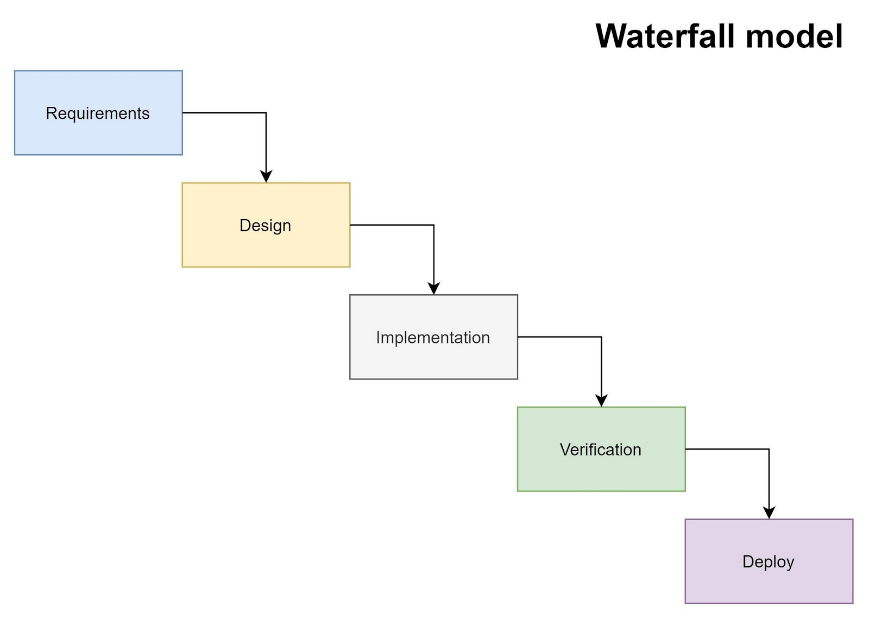 Waterfall model
Requirements
Design
Implementation
Verification
Deploy